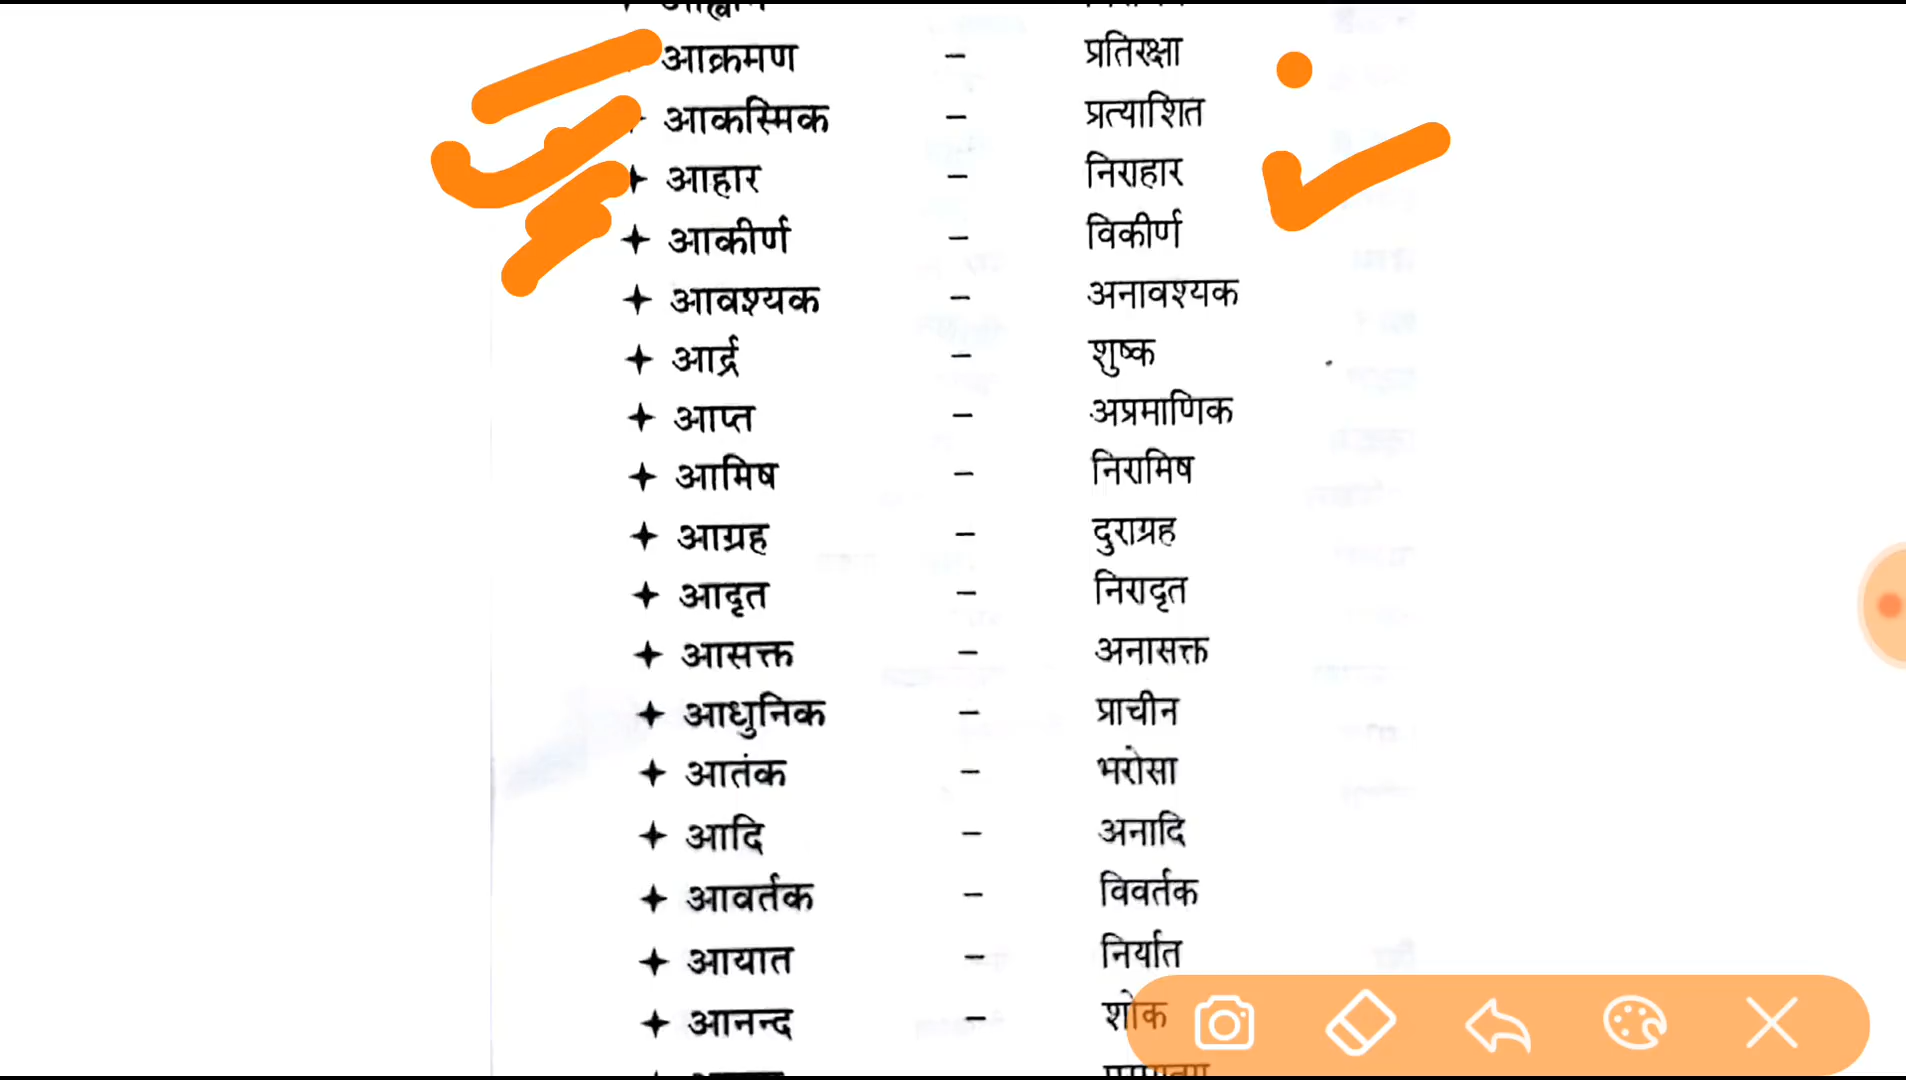 आक्रमण – प्रतिरक्षा
आकस्मिक – प्रत्याशित
✦ आहार – निराहार
✦ आकीर्ण – विकीर्ण
✦ आवश्यक – अनावश्यक
✦ आर्द्र – शुष्क
✦ आप्त – अप्रमाणिक
✦ आमिष – निरामिष
✦ आग्रह – दुराग्रह
✦ आदृत – निरादृत
✦ आसक्त – अनासक्त
✦ आधुनिक – प्राचीन
✦ आतंक – भरोसा
✦ आदि – अनादि
✦ आवर्तक – विवर्तक
✦ आयात – निर्यात
✦ आनन्द – शोक